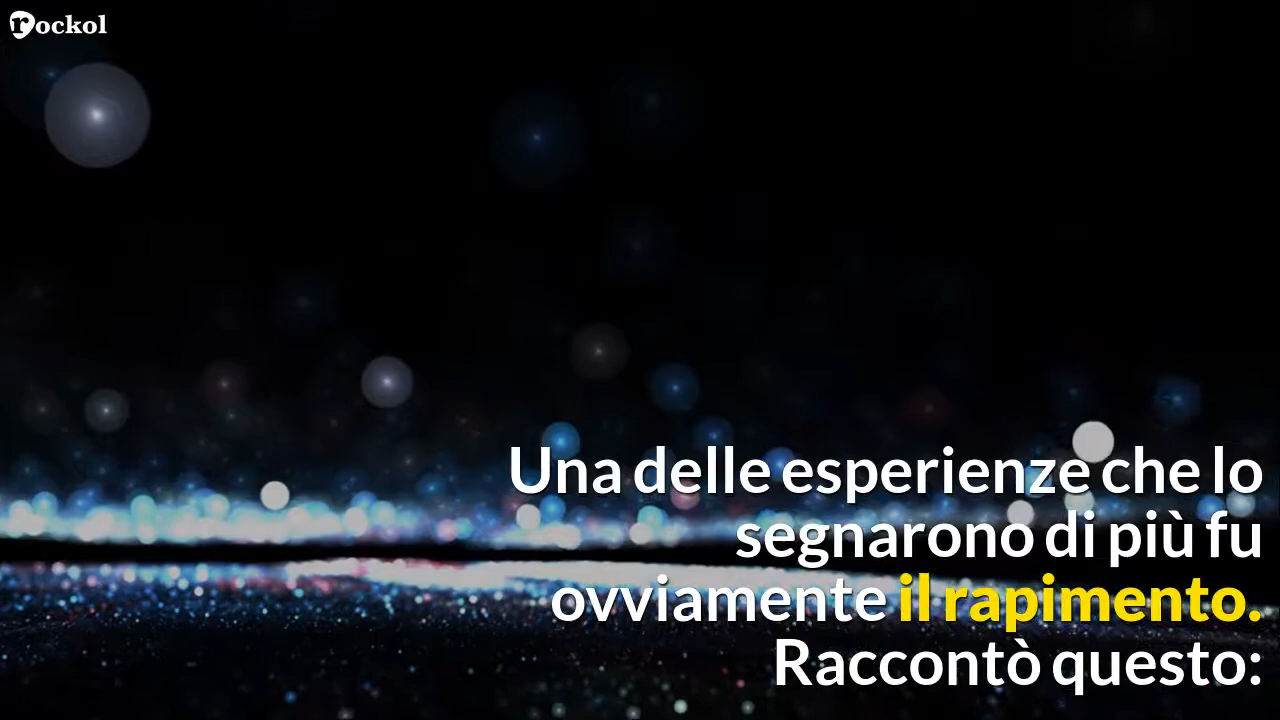 rockol
Una delle esperienze che lo
segnarono di più fu
ovviamente il rapimento.
Raccontò questo: